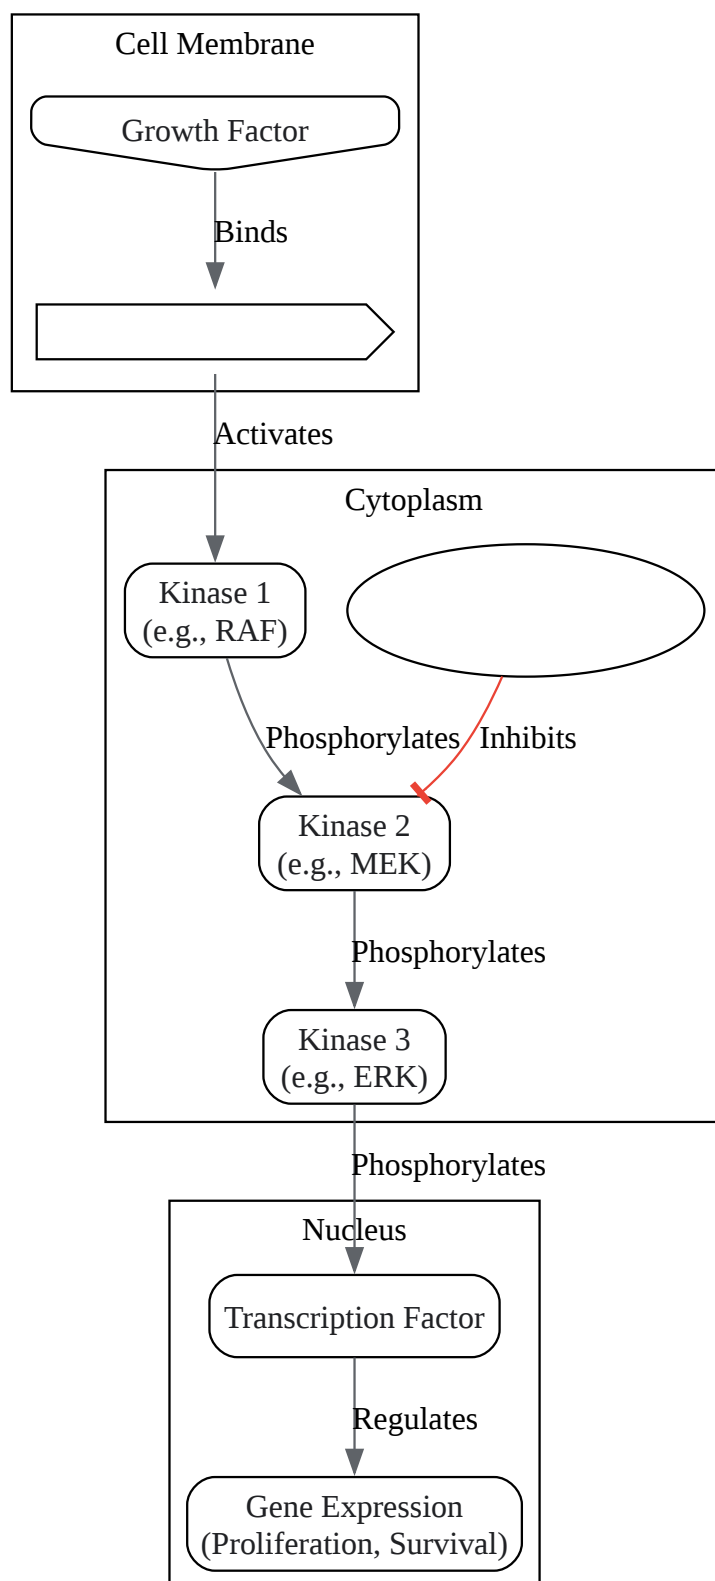 Cell Membrane
Growth Factor
Binds
Activates
Cytoplasm
Kinase 1
(e.g., RAF)
Phosphorylates
Inhibits
Kinase 2
(e.g., MEK)
Phosphorylates
Kinase 3
(e.g., ERK)
Phosphorylates
Nucleus
Transcription Factor
Regulates
Gene Expression
(Proliferation, Survival)